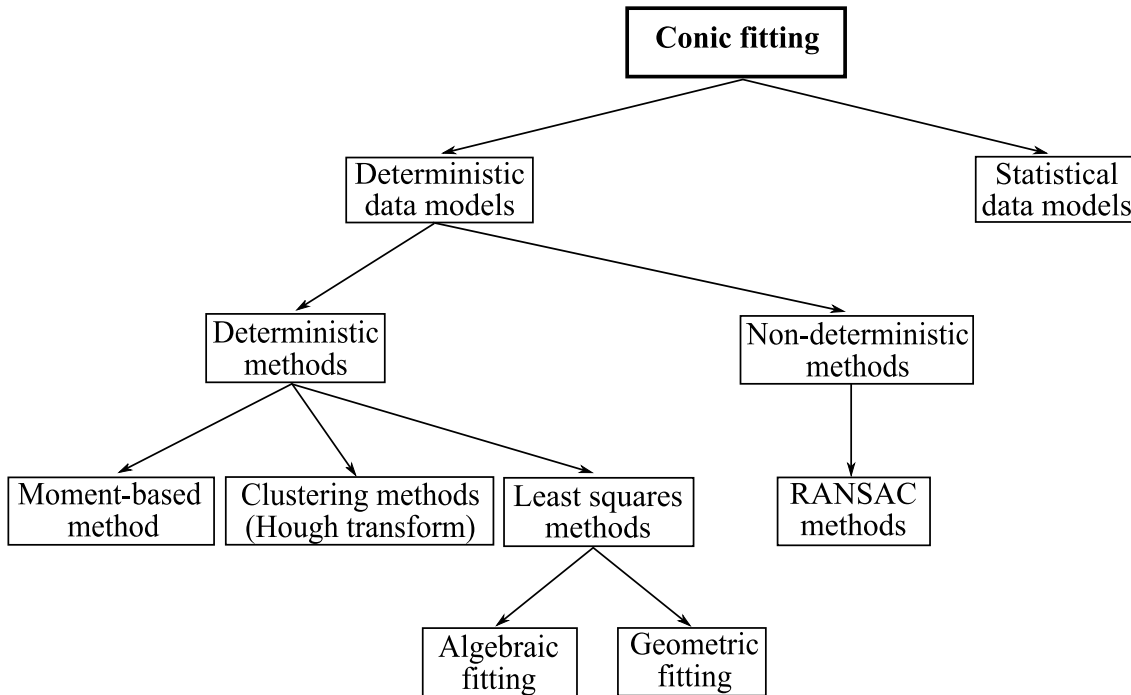 Conic fitting
Deterministic
data models
Statistical
data models
Deterministic
methods
Non-deterministic
methods
Moment-based
method
Clustering methods
(Hough transform)
Least squares
methods
RANSAC
methods
Algebraic
fitting
Geometric
fitting